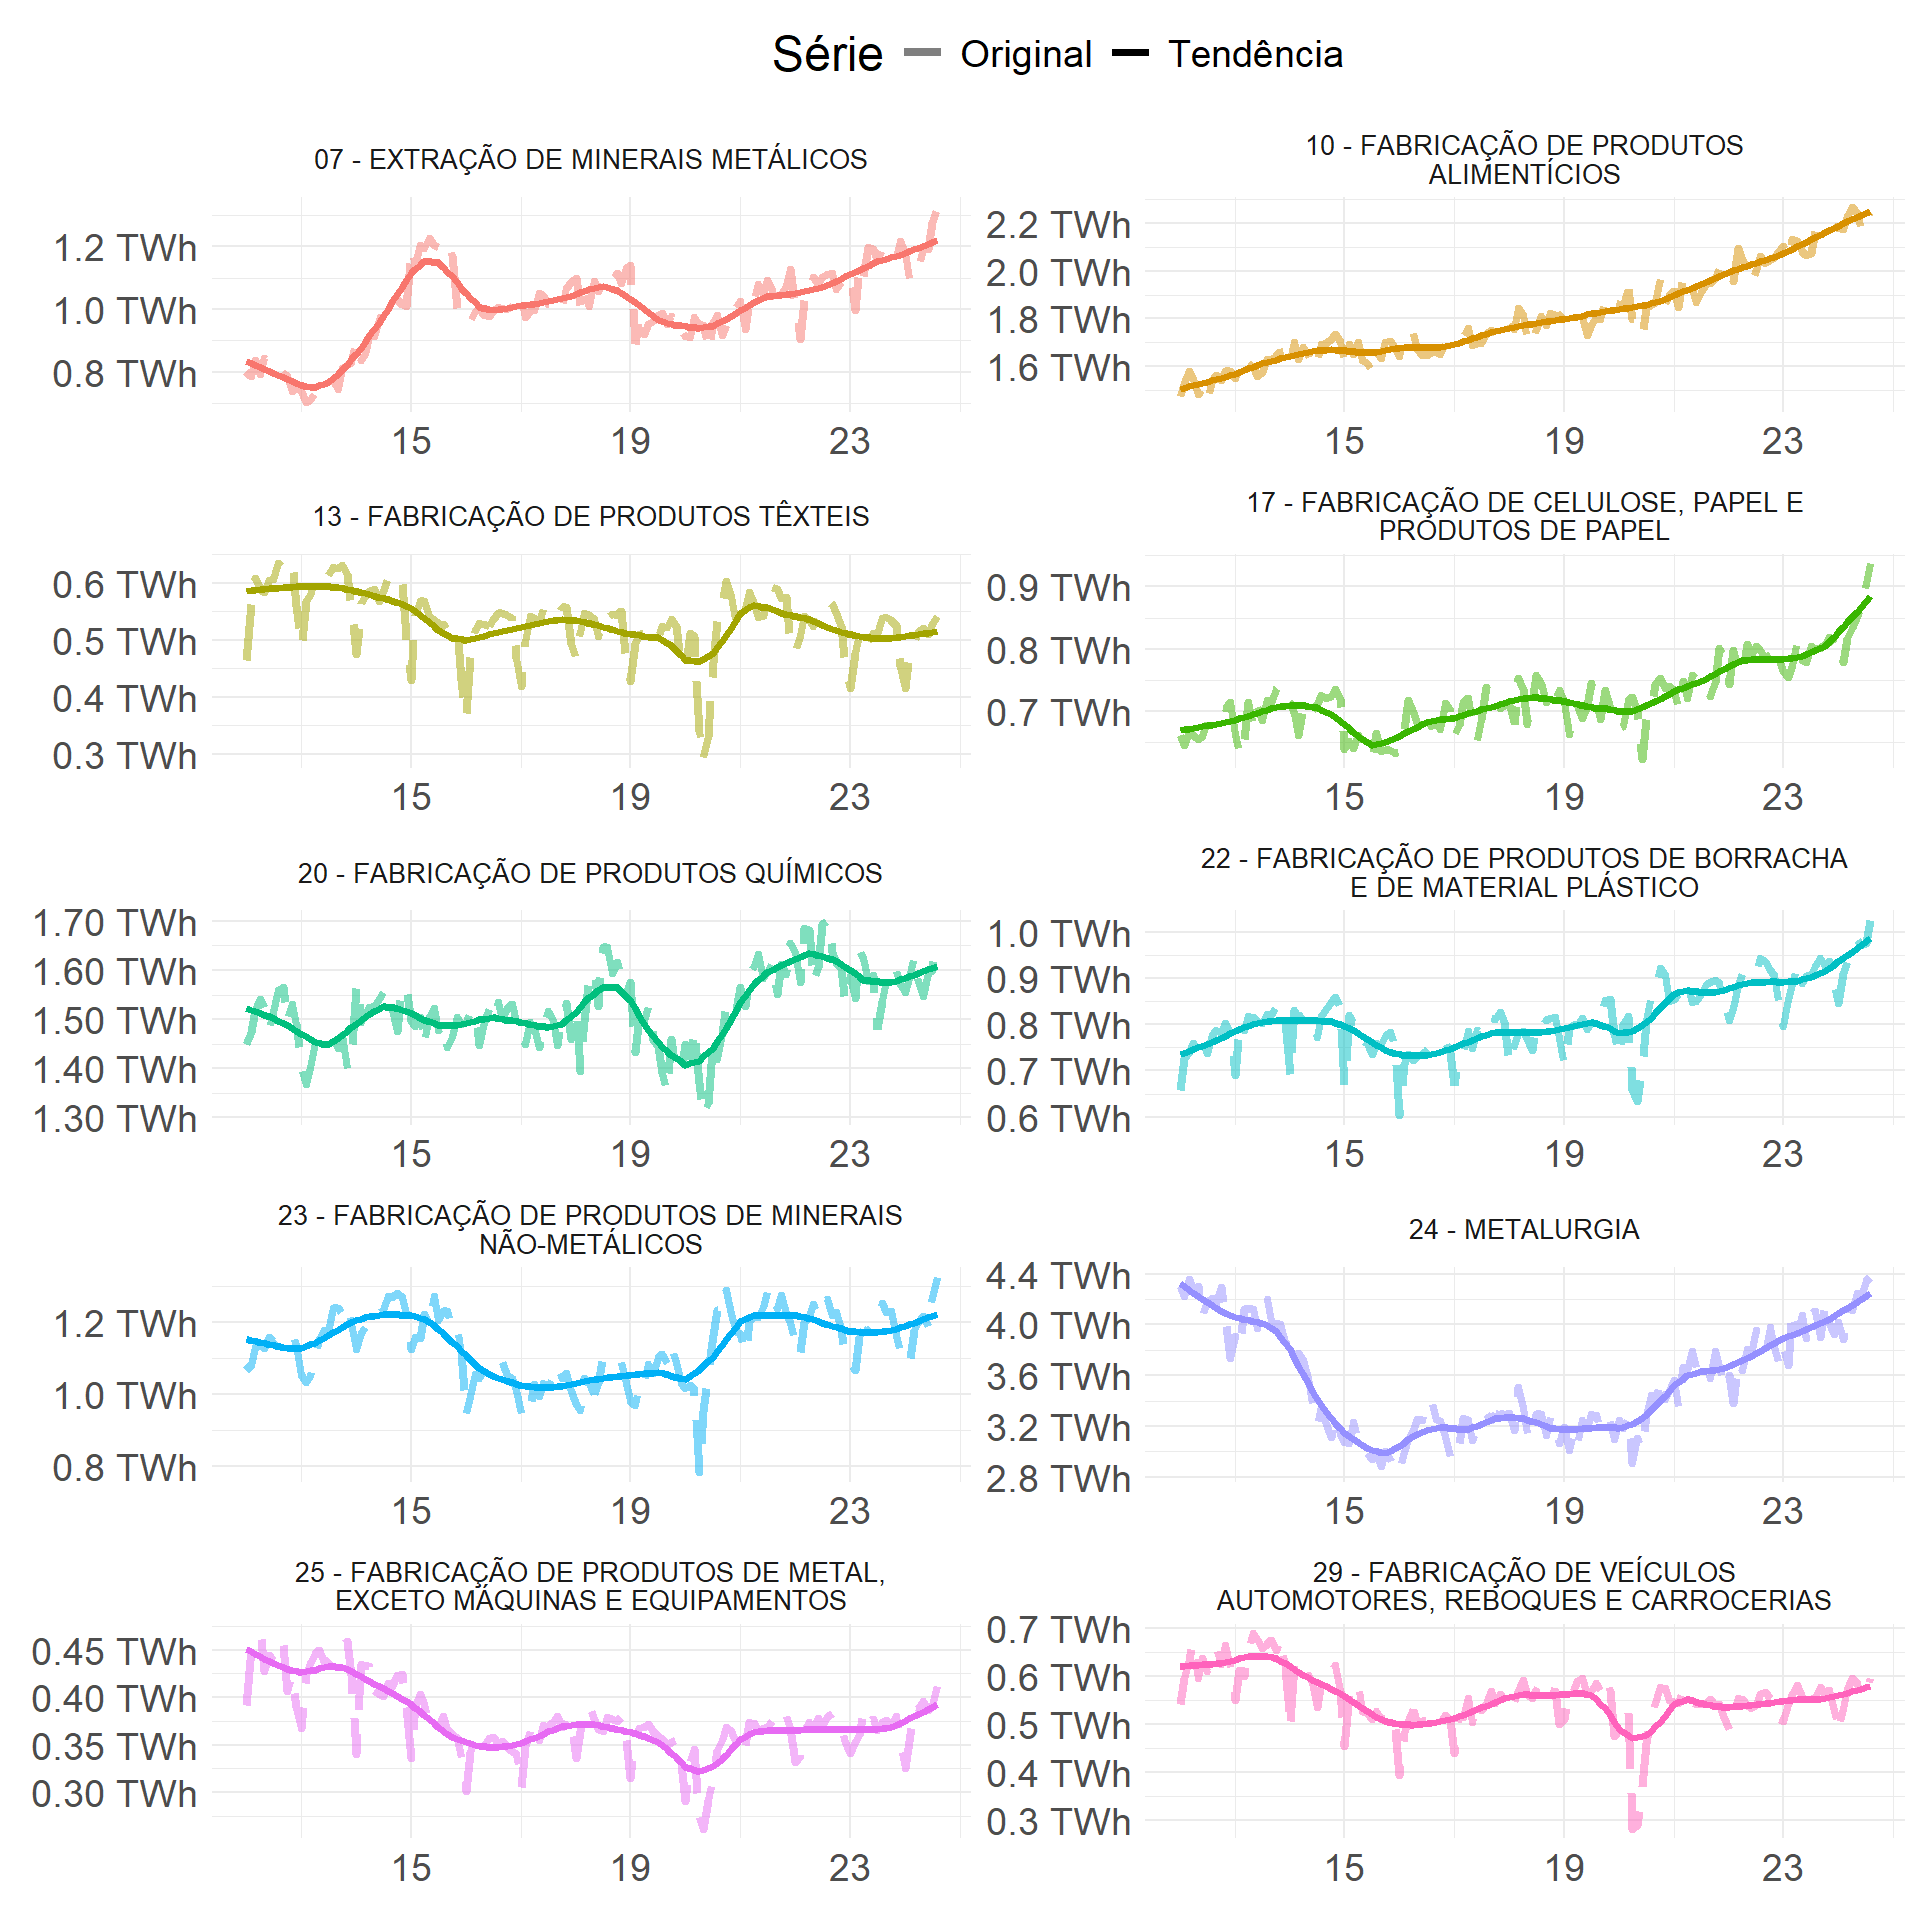 Série Original Tendência
07 - EXTRAÇÃO DE MINERAIS METÁLICOS
1.2 TWh
1.0 TWh
0.8 TWh
15 19 23
10 - FABRICAÇÃO DE PRODUTOS
ALIMENTÍCIOS
2.2 TWh
2.0 TWh
1.8 TWh
1.6 TWh
15 19 23
13 - FABRICAÇÃO DE PRODUTOS TÊXTEIS
0.6 TWh
0.5 TWh
0.4 TWh
0.3 TWh
15 19 23
17 - FABRICAÇÃO DE CELULOSE, PAPEL E
PRODUTOS DE PAPEL
0.9 TWh
0.8 TWh
0.7 TWh
15 19 23
20 - FABRICAÇÃO DE PRODUTOS QUÍMICOS
1.70 TWh
1.60 TWh
1.50 TWh
1.40 TWh
1.30 TWh
15 19 23
22 - FABRICAÇÃO DE PRODUTOS DE BORRACHA
E DE MATERIAL PLÁSTICO
1.0 TWh
0.9 TWh
0.8 TWh
0.7 TWh
0.6 TWh
15 19 23
23 - FABRICAÇÃO DE PRODUTOS DE MINERAIS
NÃO-METÁLICOS
1.2 TWh
1.0 TWh
0.8 TWh
15 19 23
24 - METALURGIA
4.4 TWh
4.0 TWh
3.6 TWh
3.2 TWh
2.8 TWh
15 19 23
25 - FABRICAÇÃO DE PRODUTOS DE METAL,
EXCETO MÁQUINAS E EQUIPAMENTOS
0.45 TWh
0.40 TWh
0.35 TWh
0.30 TWh
15 19 23
29 - FABRICAÇÃO DE VEÍCULOS
AUTOMOTORES, REBOQUES E CARROCERIAS
0.7 TWh
0.6 TWh
0.5 TWh
0.4 TWh
0.3 TWh
15 19 23